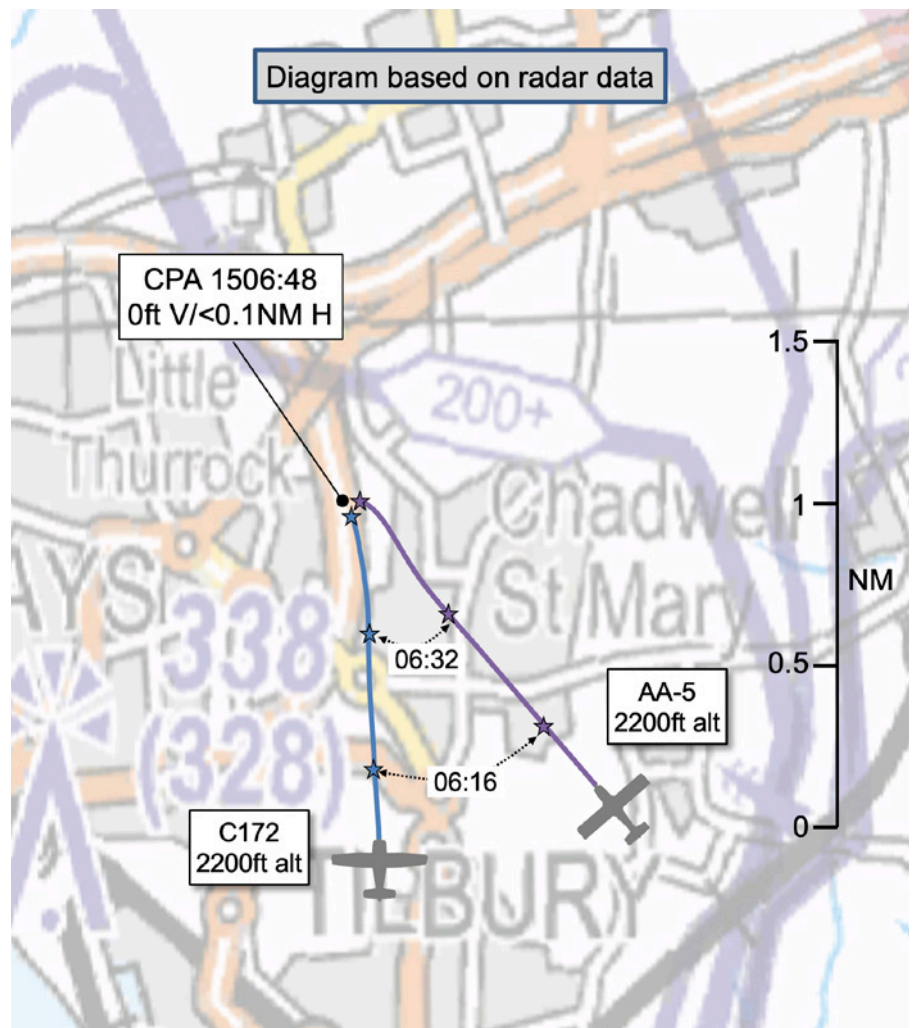 Diagram based on radar data
CPA 1506:48
0ft V/<0.1NM H
1.5
Little
200+
Thurrock
Chadwell
1
AYS
St Mary
NM
338
06:32
0.5
AA-5
2200ft alt
(328)
06:16
C172
2200ft alt
0
TILBURY